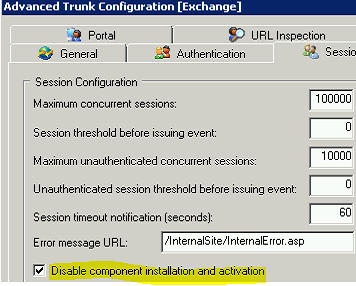 Advanced Trunk Configuration [Exchange]
Portal
URL Inspection
General
Authentication
Sessio
Session Configuration
Maximum concurrent sessions: 100000
Session threshold before issuing event: 0
Maximum unauthenticated concurrent sessions: 10000
Unauthenticated session threshold before issuing event: 0
Session timeout notification (seconds): 60
Error message URL: /InternalSite/InternalError.asp
Disable component installation and activation